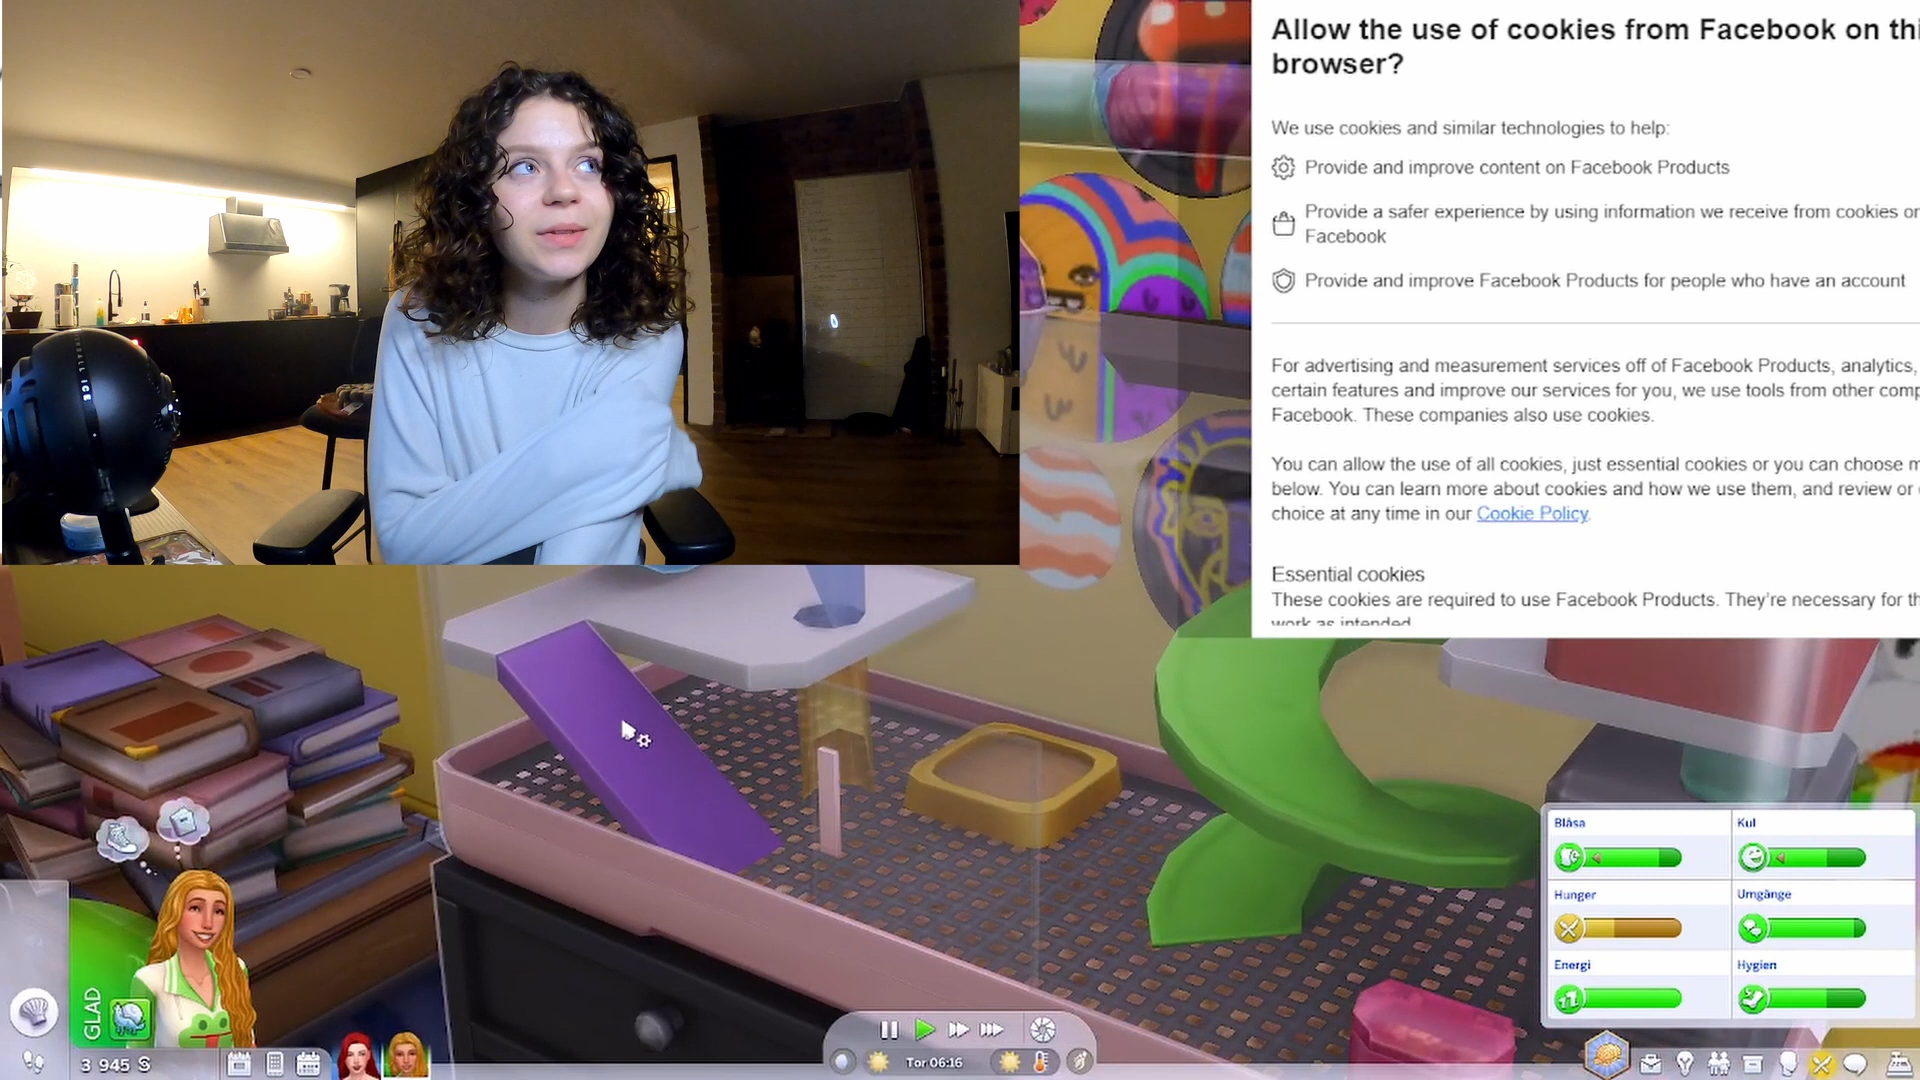 Allow the use of cookies from Facebook on thi
browser?
We use cookies and similar technologies to help:
Provide and improve content on Facebook Products
Provide a safer experience by using information we receive from cookies on
Facebook
Provide and improve Facebook Products for people who have an account
For advertising and measurement services off of Facebook Products, analytics,
certain features and improve our services for you, we use tools from other comp
Facebook. These companies also use cookies.
You can allow the use of all cookies, just essential cookies or you can choose m
below. You can learn more about cookies and how we use them, and review or
choice at any time in our Cookie Policy.
Essential cookies
These cookies are required to use Facebook Products. They're necessary for th
work as intended
Blåsa
Kul
Hunger
Umgänge
Energi
Hygien
GLAD
3 945 §
Tor 06:16
ICE